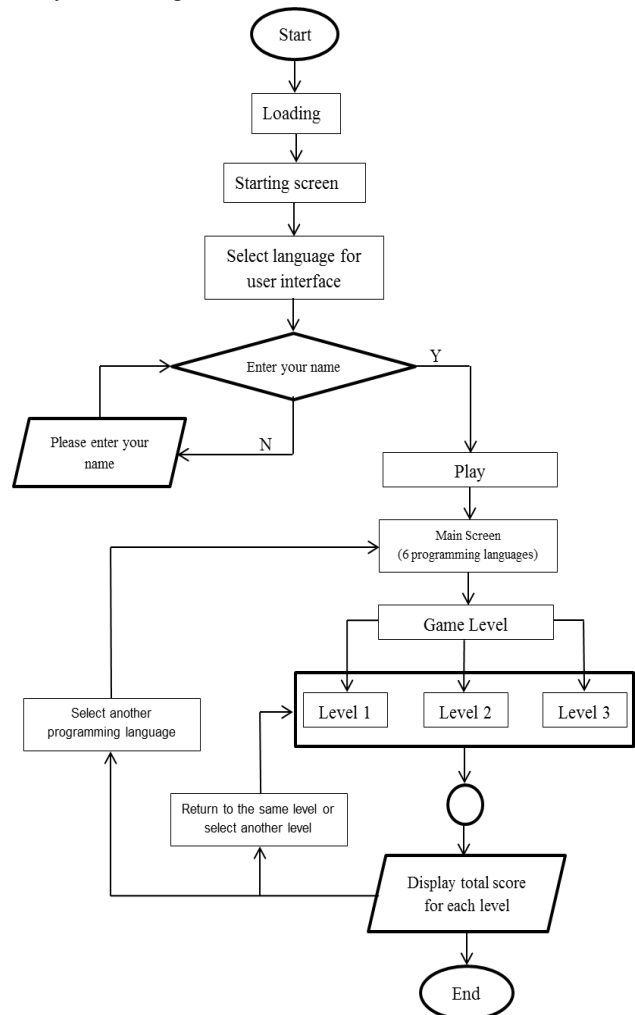 Start
Loading
Starting screen
Select language for
user interface
Enter your name
Y
N
Please enter your
name
Play
Main Screen
(6 programming languages)
Game Level
Level 1
Level 2
Level 3
Select another
programming language
Return to the same level or
select another level
Display total score
for each level
End